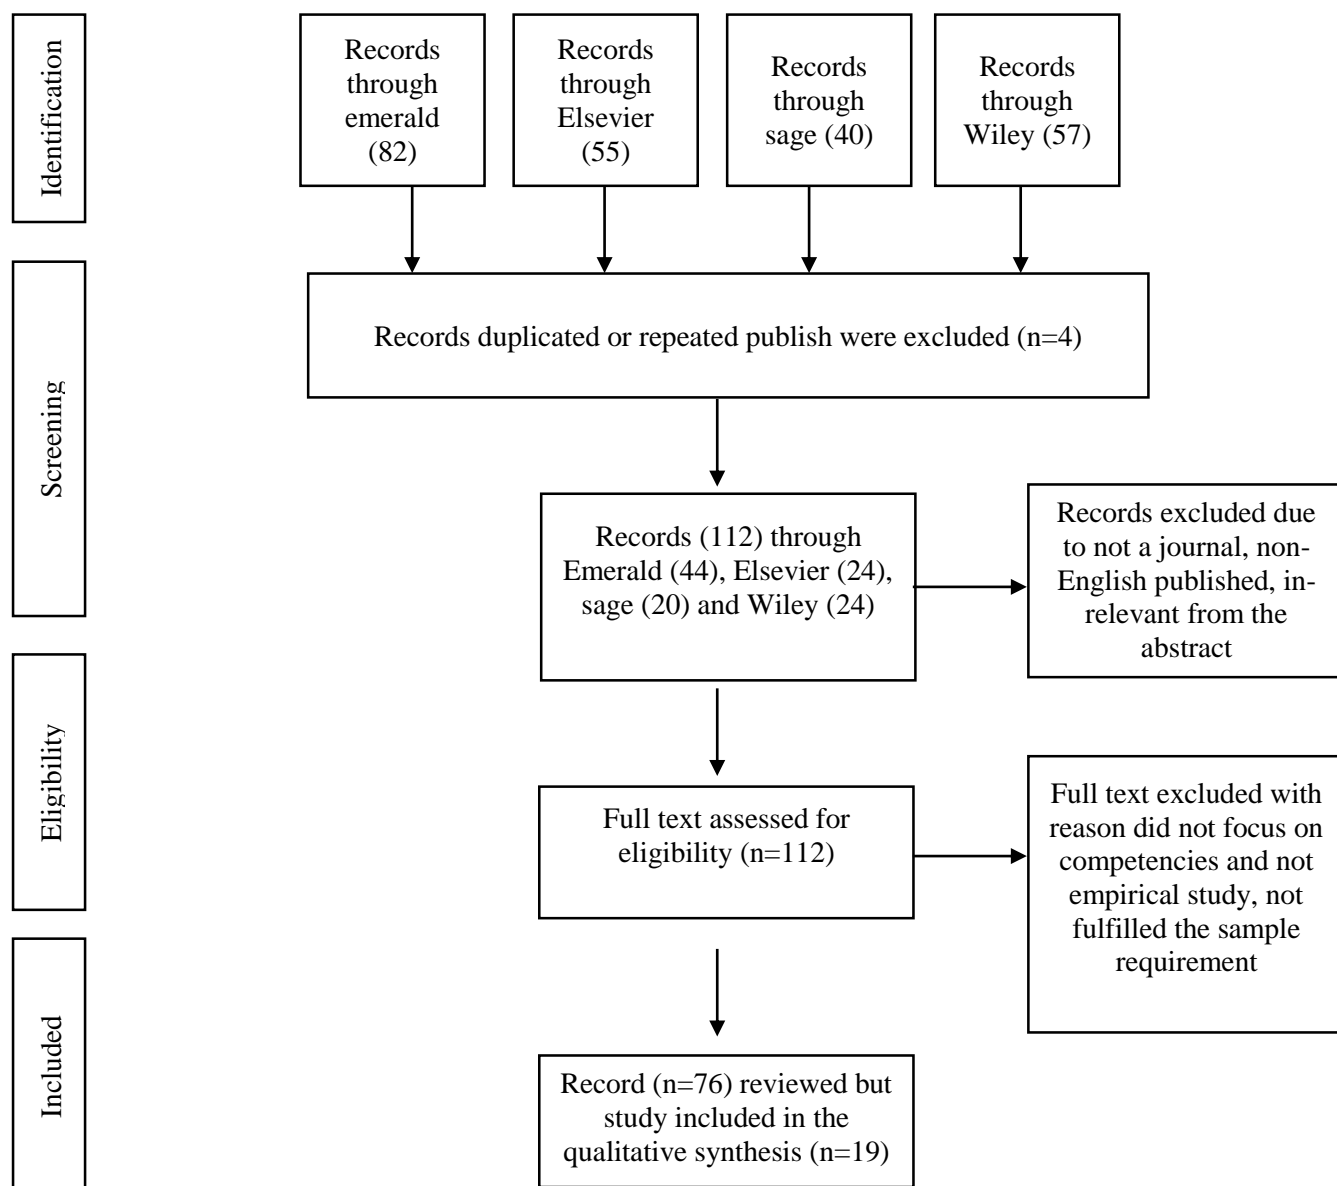 Identification
Records
through
emerald
(82)
Records
through
Elsevier
(55)
Records
through
sage (40)
Records
through
Wiley (57)
Screening
Records duplicated or repeated publish were excluded (n=4)
Records (112) through
Emerald (44), Elsevier (24),
sage (20) and Wiley (24)
Records excluded due
to not a journal, non-
English published, in-
relevant from the
abstract
Eligibility
Full text assessed for
eligibility (n=112)
Full text excluded with
reason did not focus on
competencies and not
empirical study, not
fulfilled the sample
requirement
Included
Record (n=76) reviewed but
study included in the
qualitative synthesis (n=19)